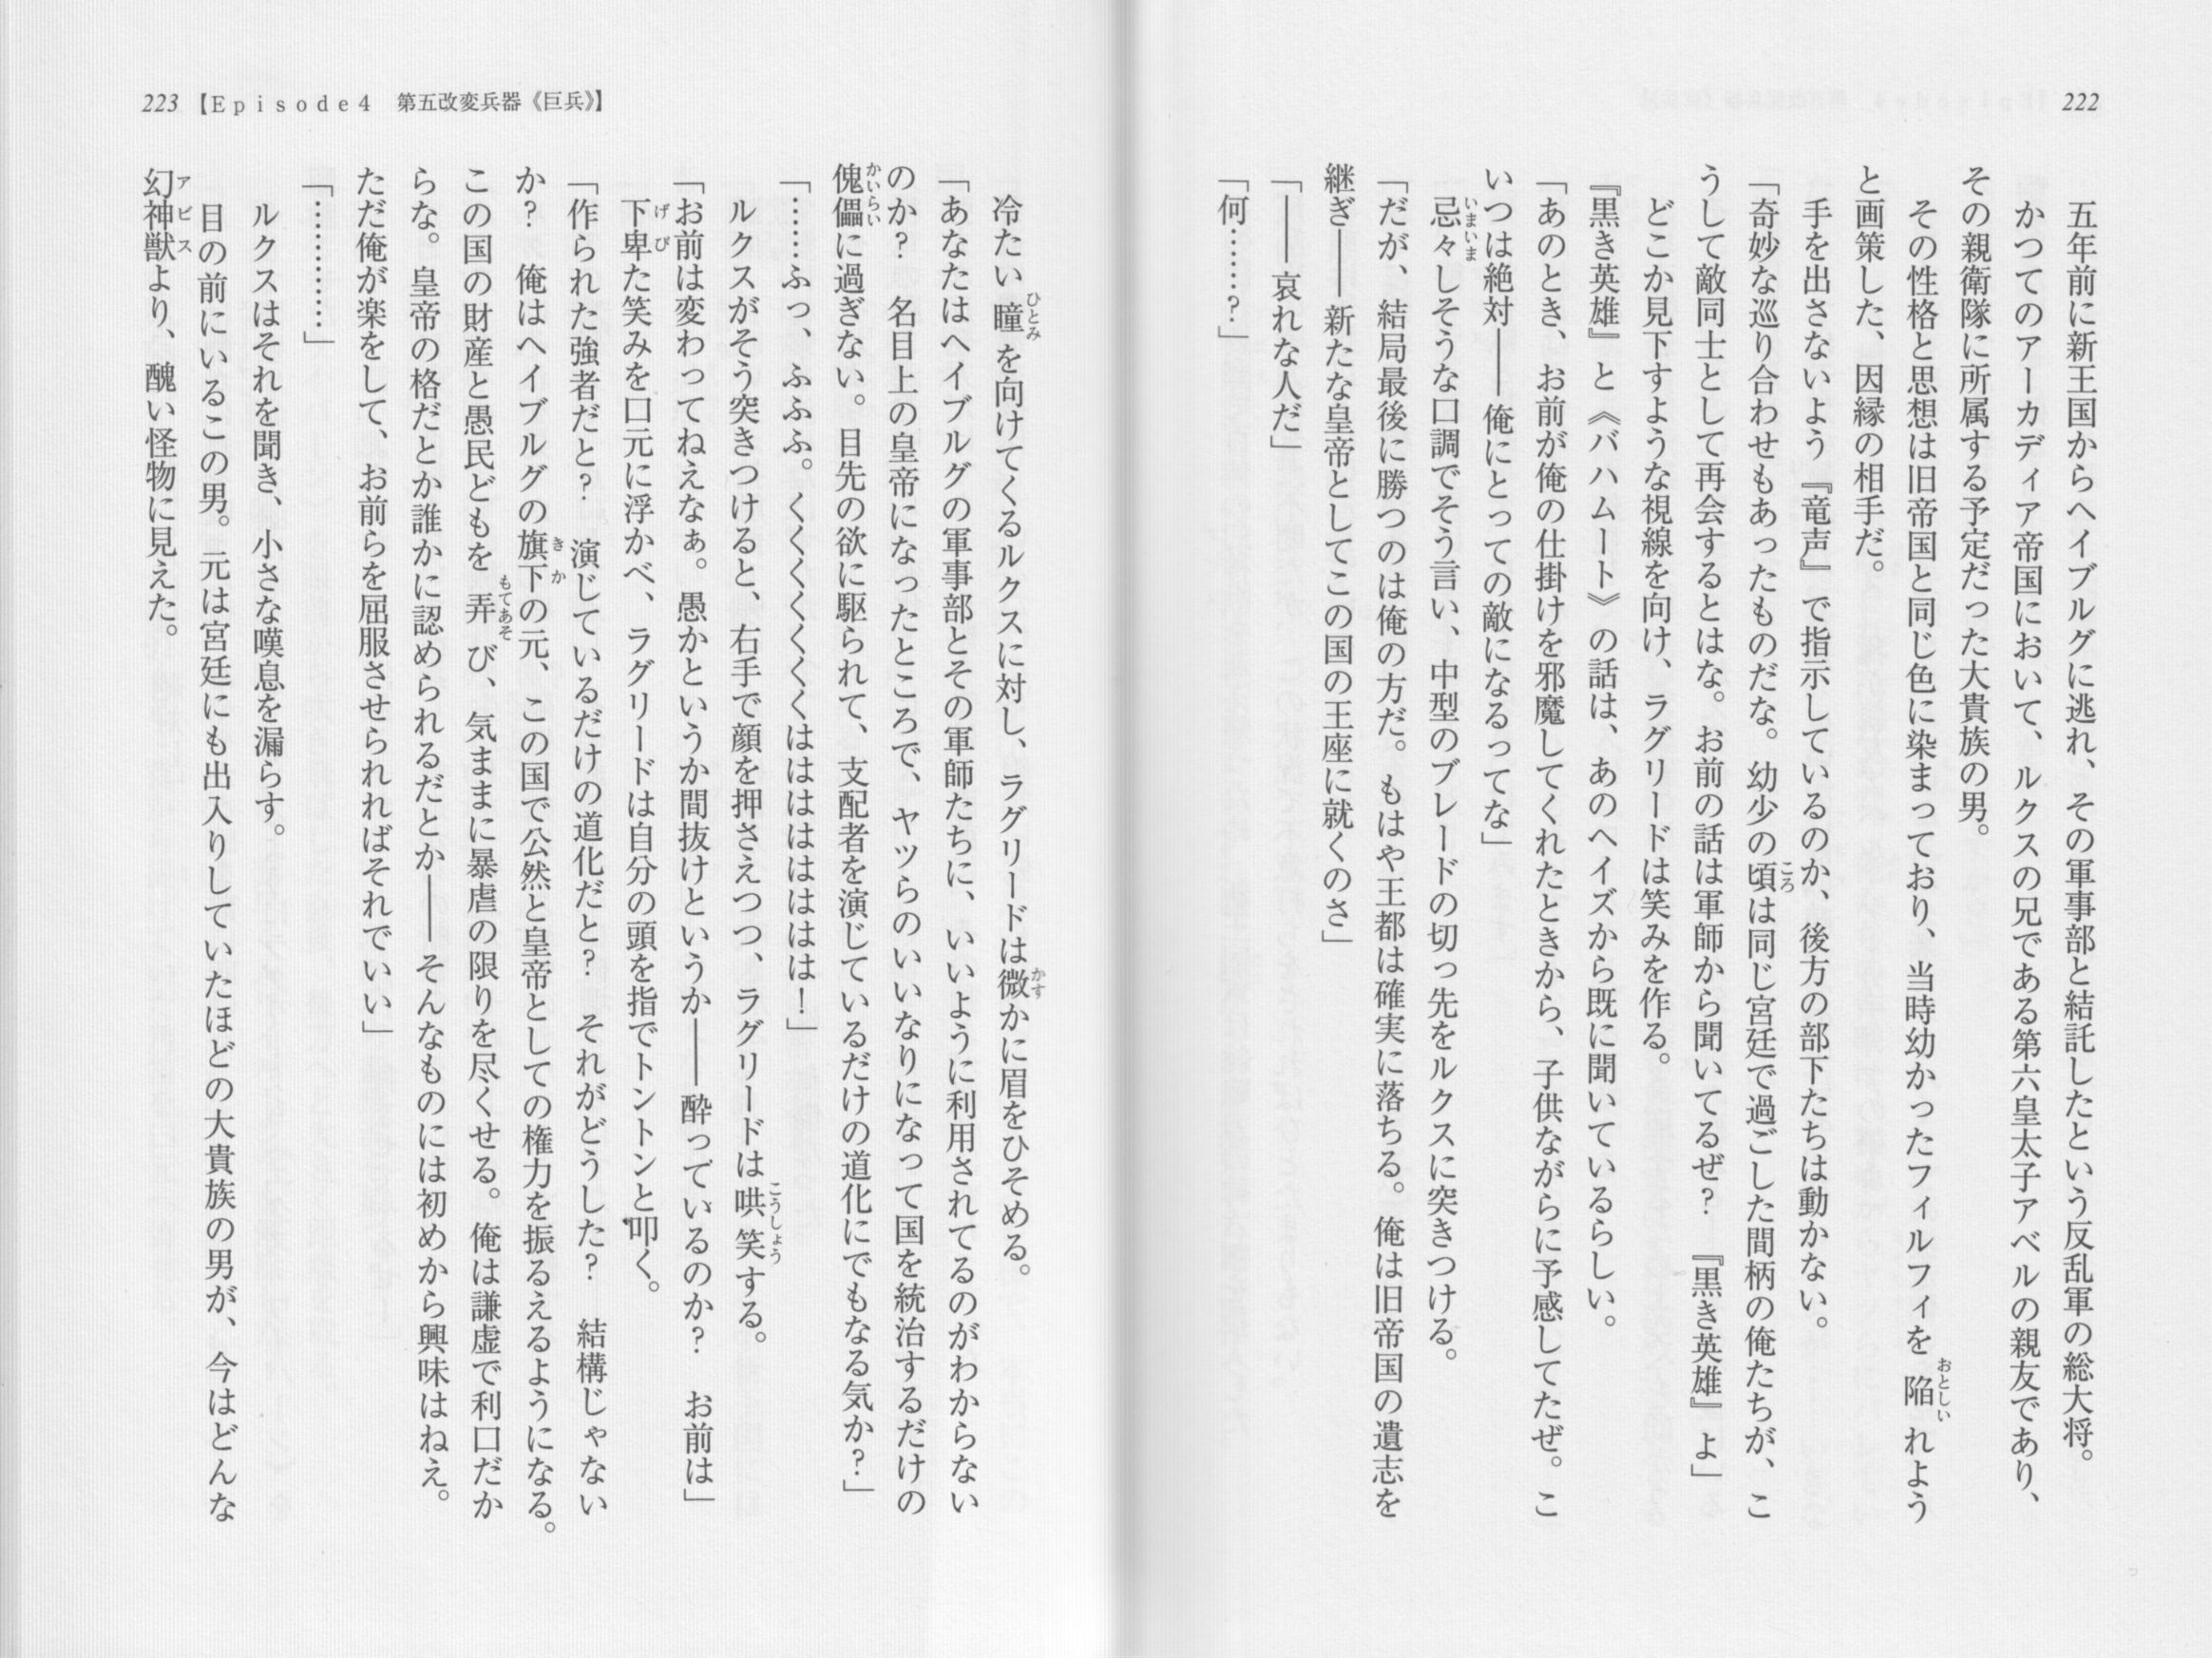 222
五年前に新王国からヘイブルグに逃れ、その軍事部と結託したという反乱軍の総大将。
かつてのアーカディア帝国において、ルクスの兄である第六皇太子アベルの親友であり、
その親衛隊に所属する予定だった大貴族の男。
その性格と思想は旧帝国と同じ色に染まっており、当時幼かったフィルフィを陥れよう
と画策した、因縁の相手だ。
手を出さないよう『竜声』で指示しているのか、後方の部下たちは動かない。
「奇妙な巡り合わせもあったものだな。幼少の頃は同じ宮廷で過ごした間柄の俺たちが、こ
うして敵同士として再会するとはな。お前の話は軍師から聞いてるぜ？　『黒き英雄』よ」
どこか見下すような視線を向け、ラグリードは笑みを作る。
『黒き英雄』と《バハムート》の話は、あのヘイズから既に聞いているらしい。
「あのとき、お前が俺の仕掛けを邪魔してくれたときから、子供ながらに予感してたぜ。こ
いつは絶対――俺にとっての敵になるってな」
忌々しそうな口調でそう言い、中型のブレードの切っ先をルクスに突きつける。
「だが、結局最後に勝つのは俺の方だ。もはや王都は確実に落ちる。俺は旧帝国の遺志を
継ぎ――新たな皇帝としてこの国の王座に就くのさ」
「――哀れな人だ」
「何……？」
223【Episode4　第五改変兵器《巨兵》】
冷たい瞳を向けてくるルクスに対し、ラグリードは微かに眉をひそめる。
「あなたはヘイブルグの軍事部とその軍師たちに、いいように利用されてるのがわからない
のか？　名目上の皇帝になったところで、ヤツらのいいなりになって国を統治するだけの
傀儡に過ぎない。目先の欲に駆られて、支配者を演じているだけの道化にでもなる気か？」
「……ふっ、ふふふ。くくくくくくくはははははははは！」
ルクスがそう突きつけると、右手で顔を押さえつつ、ラグリードは哄笑する。
「お前は変わってねえなぁ。愚かというか間抜けというか――酔っているのか？　お前は」
下卑た笑みを口元に浮かべ、ラグリードは自分の頭を指でトントンと叩く。
「作られた強者だと？　演じているだけの道化だと？　それがどうした？　結構じゃない
か？　俺はヘイブルグの旗下の元、この国で公然と皇帝としての権力を振るえるようになる。
この国の財産と愚民どもを弄び、気ままに暴虐の限りを尽くせる。俺は謙虚で利口だか
らな。皇帝の格だとか誰かに認められるだとか――そんなものには初めから興味はねえ。
ただ俺が楽をして、お前らを屈服させられればそれでいい」
「…………」
ルクスはそれを聞き、小さな嘆息を漏らす。
目の前にいるこの男。元は宮廷にも出入りしていたほどの大貴族の男が、今はどんな
幻神獣より、醜い怪物に見えた。